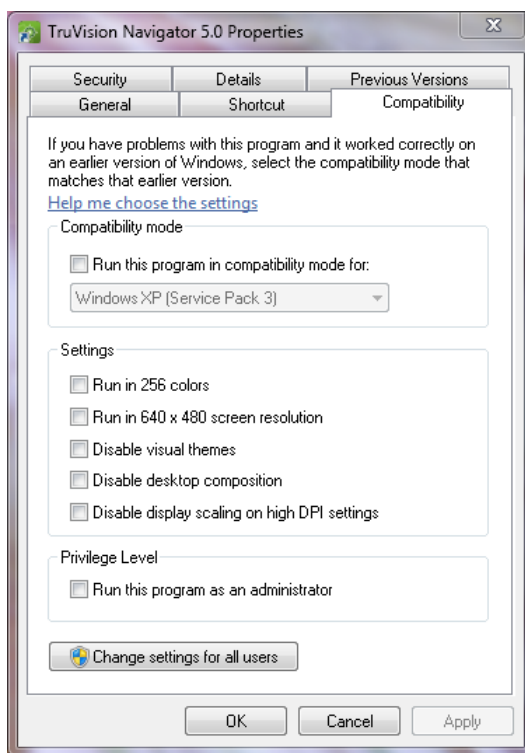 TruVision Navigator 5.0 Properties
Security Details Previous Versions
General Shortcut Compatibility
If you have problems with this program and it worked correctly on
an earlier version of Windows, select the compatibility mode that
matches that earlier version.
Help me choose the settings
Compatibility mode
Run this program in compatibility mode for:
Windows XP (Service Pack 3)
Settings
Run in 256 colors
Run in 640 x 480 screen resolution
Disable visual themes
Disable desktop composition
Disable display scaling on high DPI settings
Privilege Level
Run this program as an administrator
Change settings for all users
OK Cancel Apply